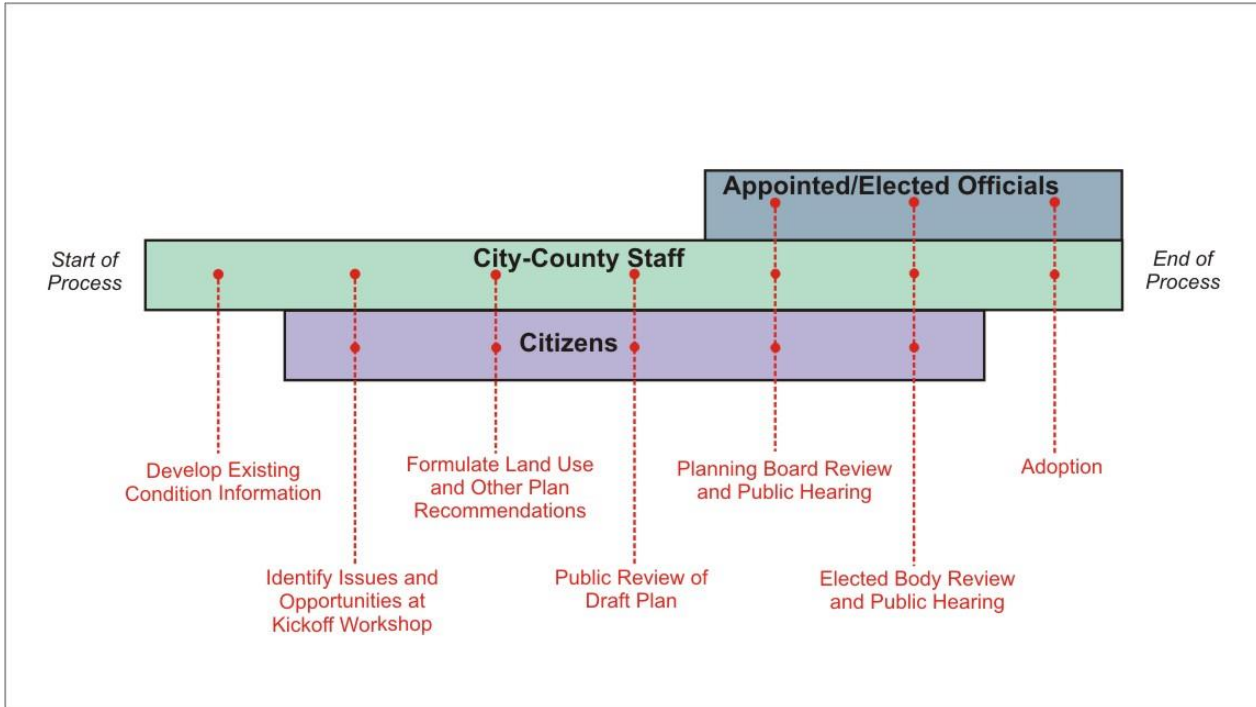 Appointed/Elected Officials
Start of
Process
City-County Staff
End of
Process
Citizens
Develop Existing
Condition Information
Identify Issues and
Opportunities at
Kickoff Workshop
Formulate Land Use
and Other Plan
Recommendations
Public Review of
Draft Plan
Planning Board Review
and Public Hearing
Elected Body Review
and Public Hearing
Adoption